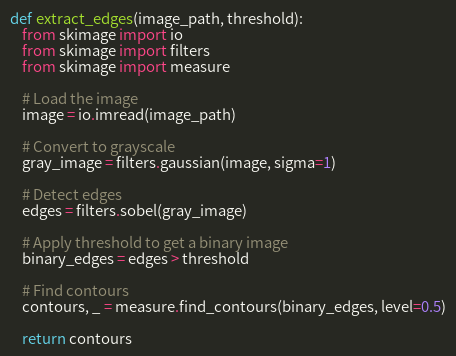 def extract_edges(image_path, threshold):
from skimage import io
from skimage import filters
from skimage import measure
# Load the image
image = io.imread(image_path)
# Convert to grayscale
gray_image = filters.gaussian(image, sigma=1)
# Detect edges
edges = filters.sobel(gray_image)
# Apply threshold to get a binary image
binary_edges = edges > threshold
# Find contours
contours, _ = measure.find_contours(binary_edges, level=0.5)
return contours